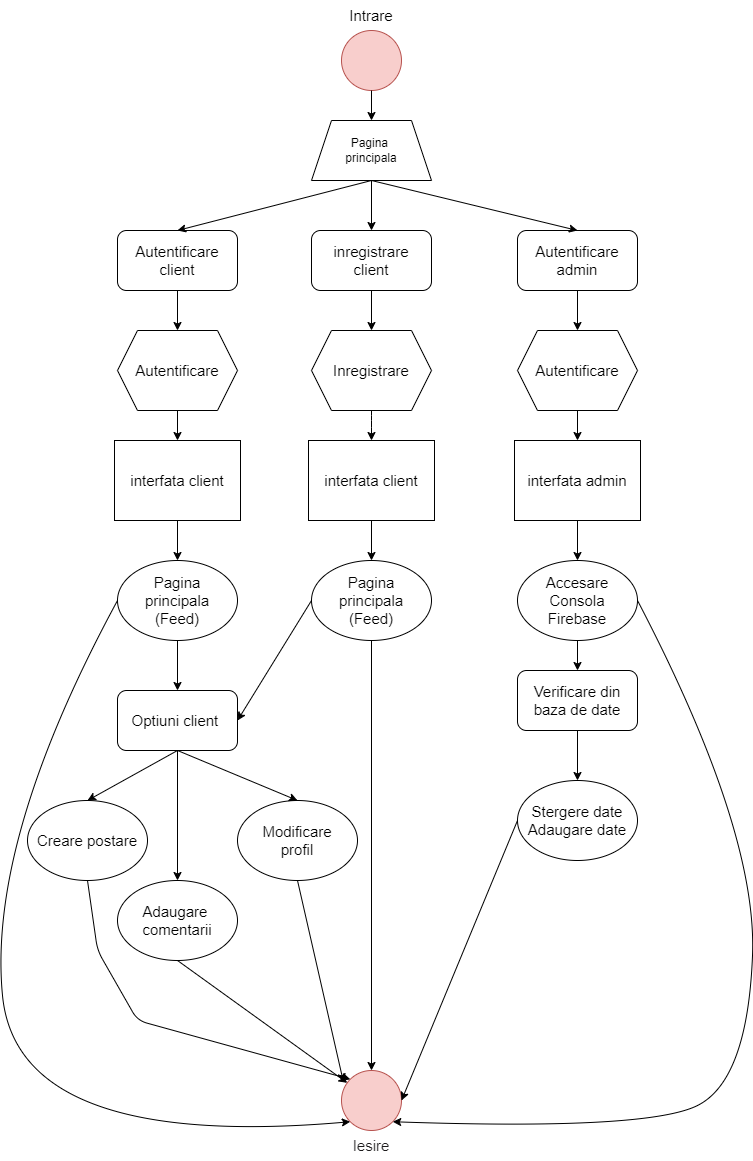 Intrare
Pagina
principala
Autentificare
client
inregistrare
client
Autentificare
admin
Autentificare
Inregistrare
Autentificare
interfata client
interfata client
interfata admin
Pagina
principala
(Feed)
Pagina
principala
(Feed)
Accesare
Consola
Firebase
Optiuni client
Verificare din
baza de date
Creare postare
Modificare
profil
Stergere date
Adaugare date
Adaugare
comentarii
Iesire